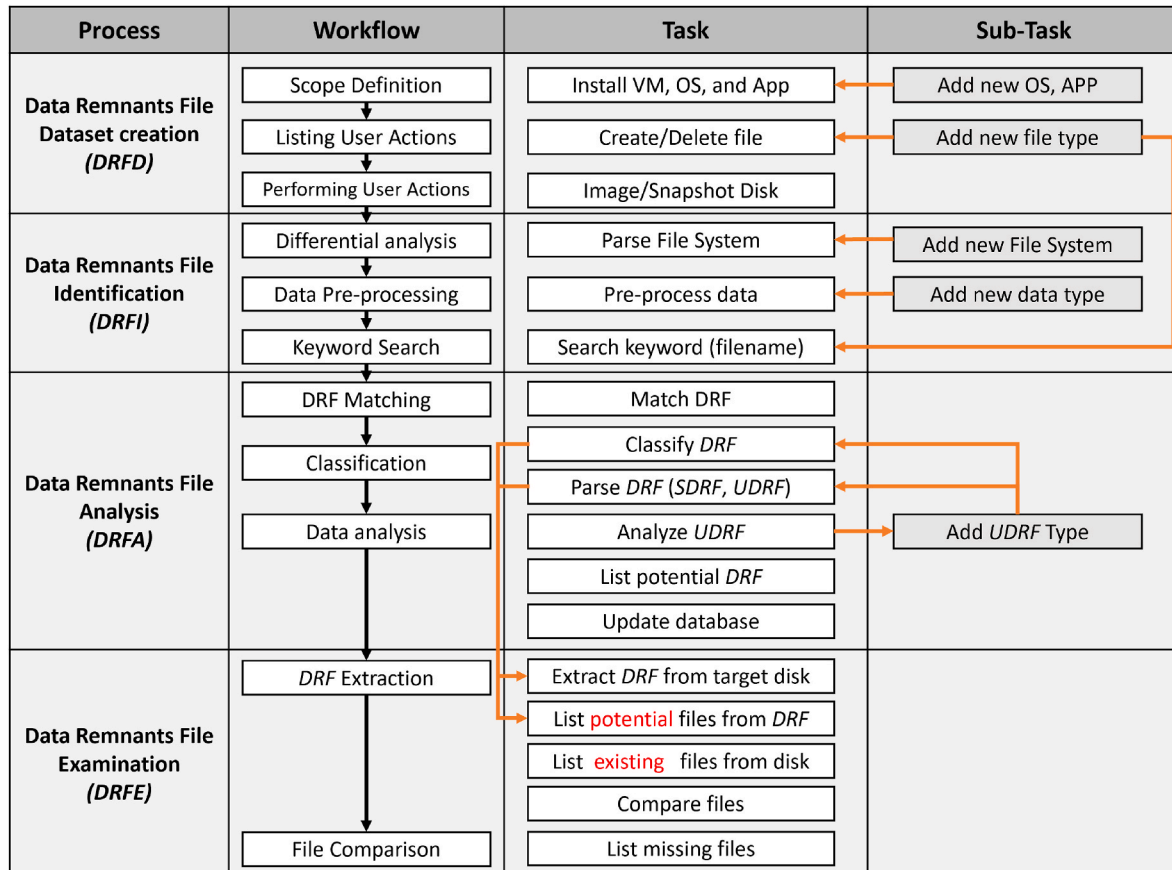 Process
Workflow
Task
Sub-Task
Data Remnants File
Dataset creation
(DRFD)
Scope Definition
Listing User Actions
Performing User Actions
Install VM, OS, and App
Create/Delete file
Image/Snapshot Disk
Add new OS, APP
Add new file type
Data Remnants File
Identification
(DRFI)
Differential analysis
Data Pre-processing
Keyword Search
Parse File System
Pre-process data
Search keyword (filename)
Add new File System
Add new data type
Data Remnants File
Analysis
(DRFA)
DRF Matching
Classification
Data analysis
Match DRF
Classify DRF
Parse DRF (SDRF, UDRF)
Analyze UDRF
List potential DRF
Update database
Add UDRF Type
Data Remnants File
Examination
(DRFE)
DRF Extraction
File Comparison
Extract DRF from target disk
List potential files from DRF
List existing files from disk
Compare files
List missing files